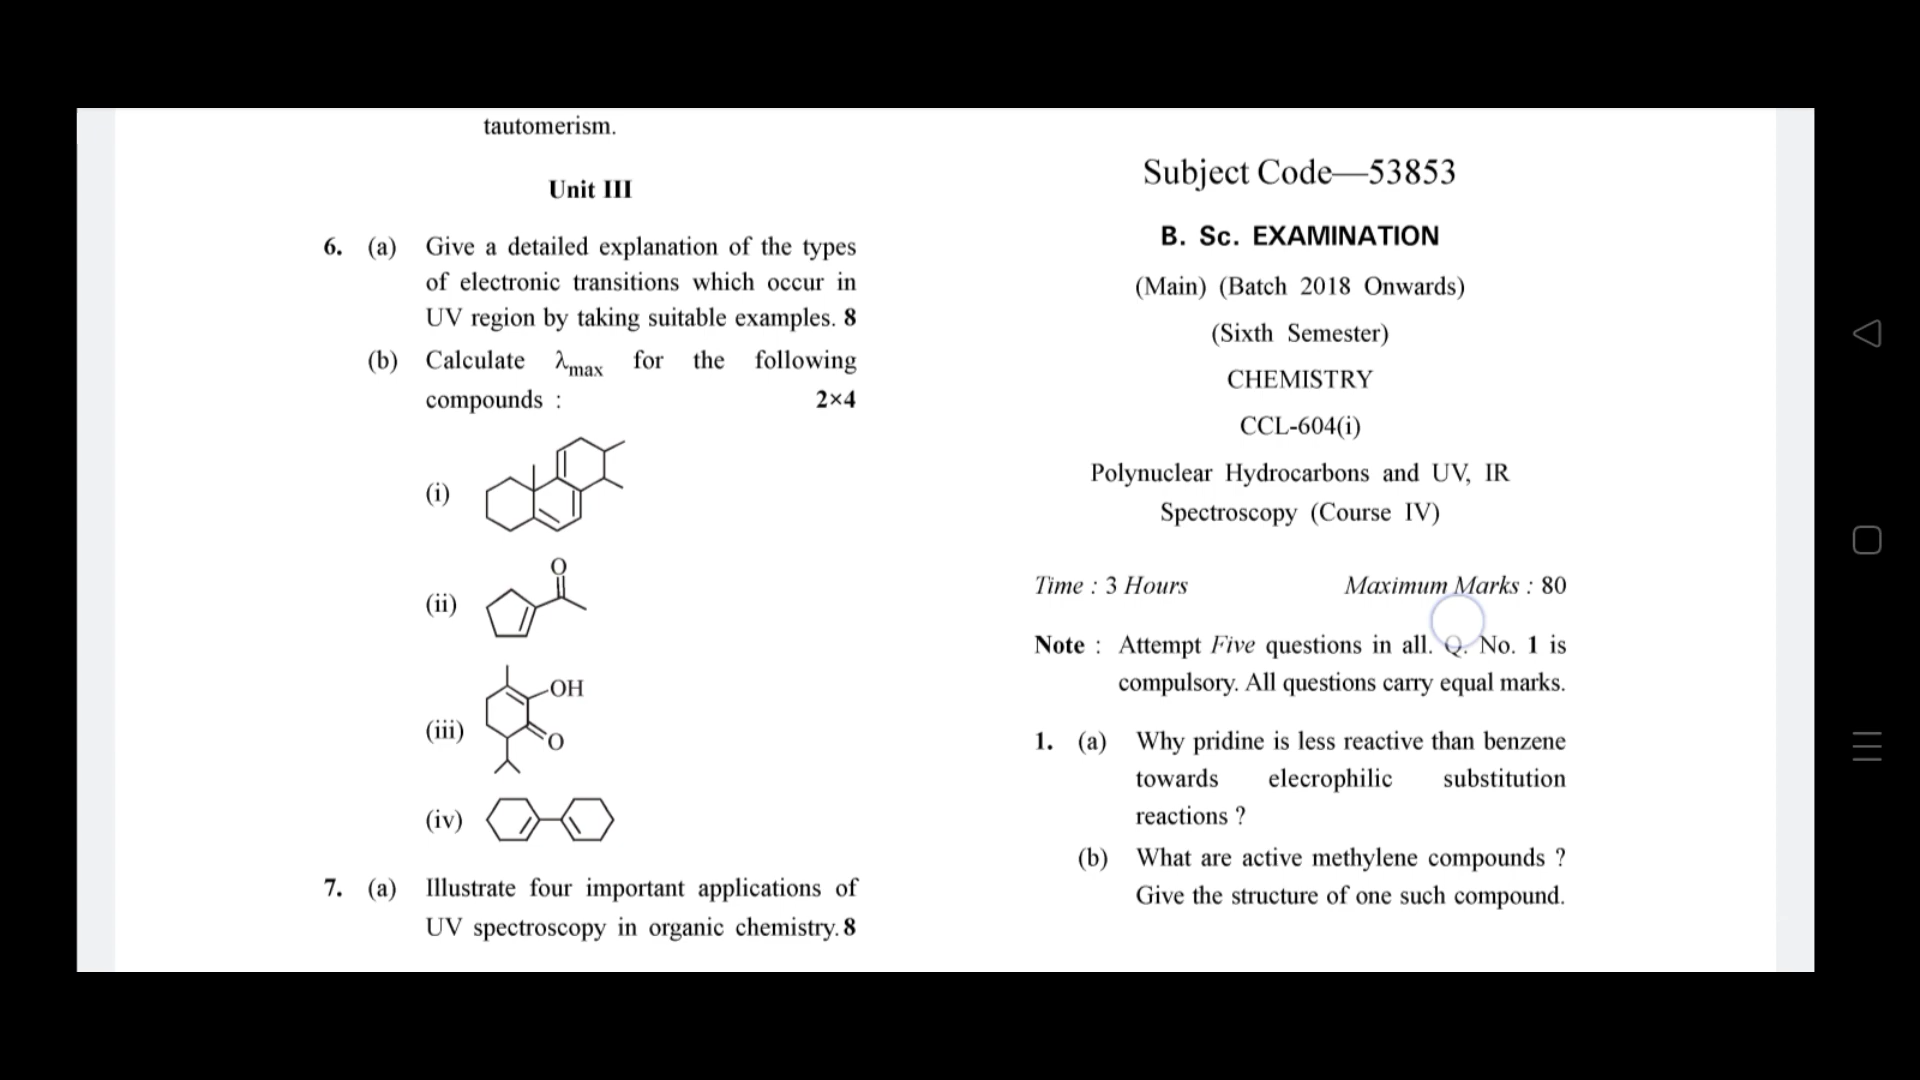 tautomerism.
Unit III
6. (a) Give a detailed explanation of the types
of electronic transitions which occur in
UV region by taking suitable examples. 8
(b) Calculate λmax for the following
compounds : 2×4
(i)
(ii) O
(iii) OH
O
(iv)
7. (a) Illustrate four important applications of
UV spectroscopy in organic chemistry. 8
Subject Code—53853
B. Sc. EXAMINATION
(Main) (Batch 2018 Onwards)
(Sixth Semester)
CHEMISTRY
CCL-604(i)
Polynuclear Hydrocarbons and UV, IR
Spectroscopy (Course IV)
Time : 3 Hours Maximum Marks : 80
Note : Attempt Five questions in all. Q. No. 1 is
compulsory. All questions carry equal marks.
1. (a) Why pridine is less reactive than benzene
towards elecrophilic substitution
reactions ?
(b) What are active methylene compounds ?
Give the structure of one such compound.